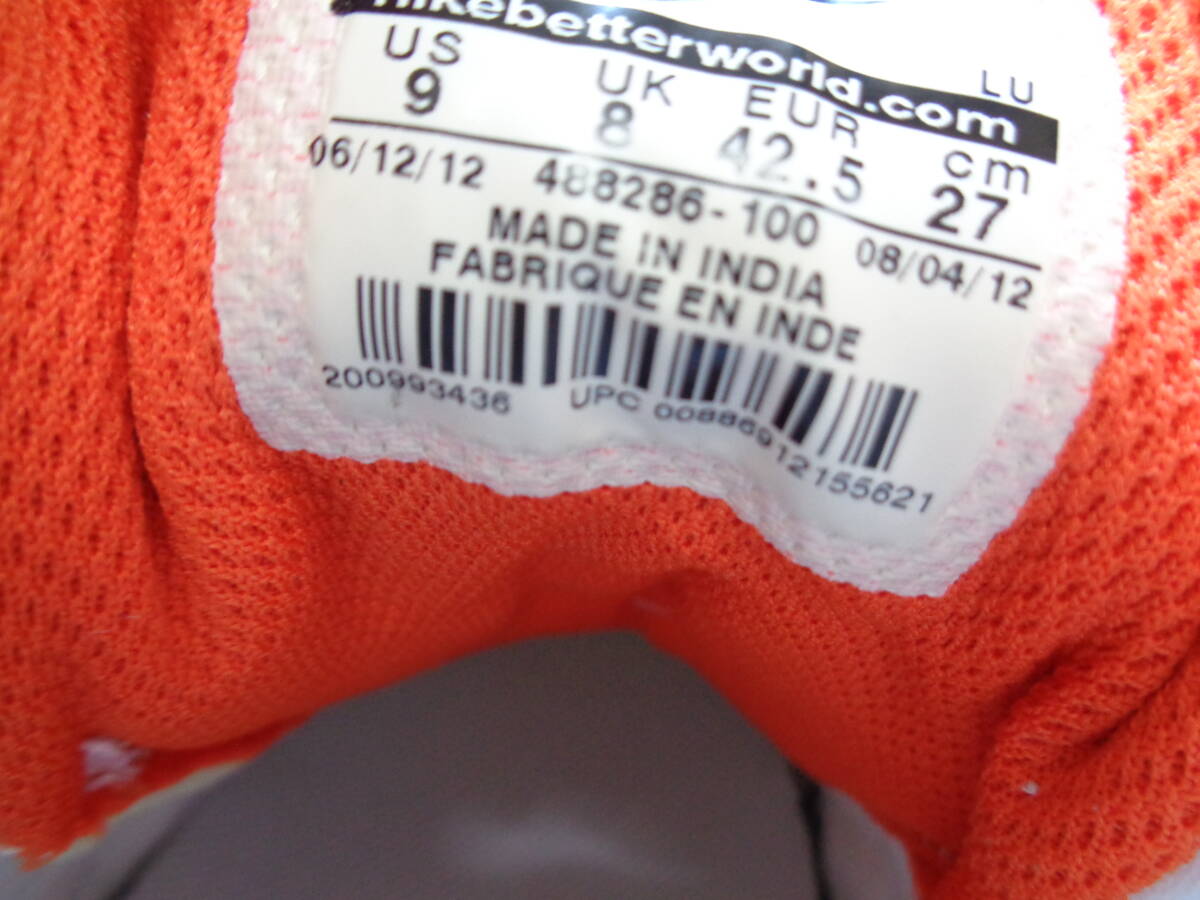 nikebetterworld.com
LU
US UK EUR cm
9 8 42.5 27
06/12/12 488286-100 08/04/12
MADE IN INDIA
FABRIQUE EN INDE
200993436 UPC 00886912155621